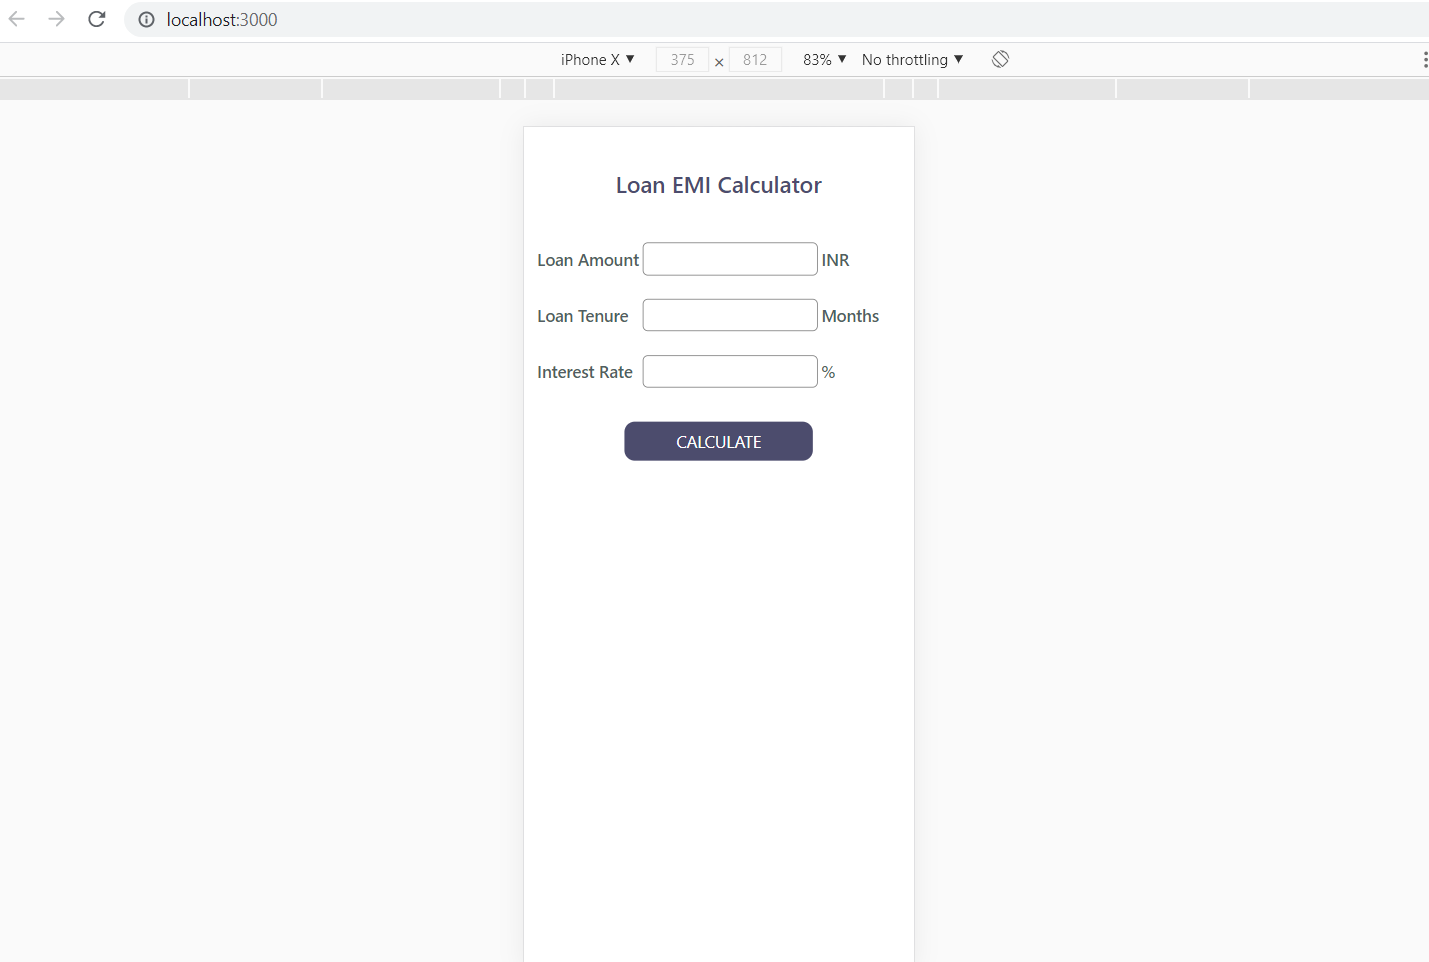 localhost:3000
iPhone X ▼ 375 × 812 83% ▼ No throttling ▼
Loan EMI Calculator
Loan Amount INR
Loan Tenure Months
Interest Rate %
CALCULATE